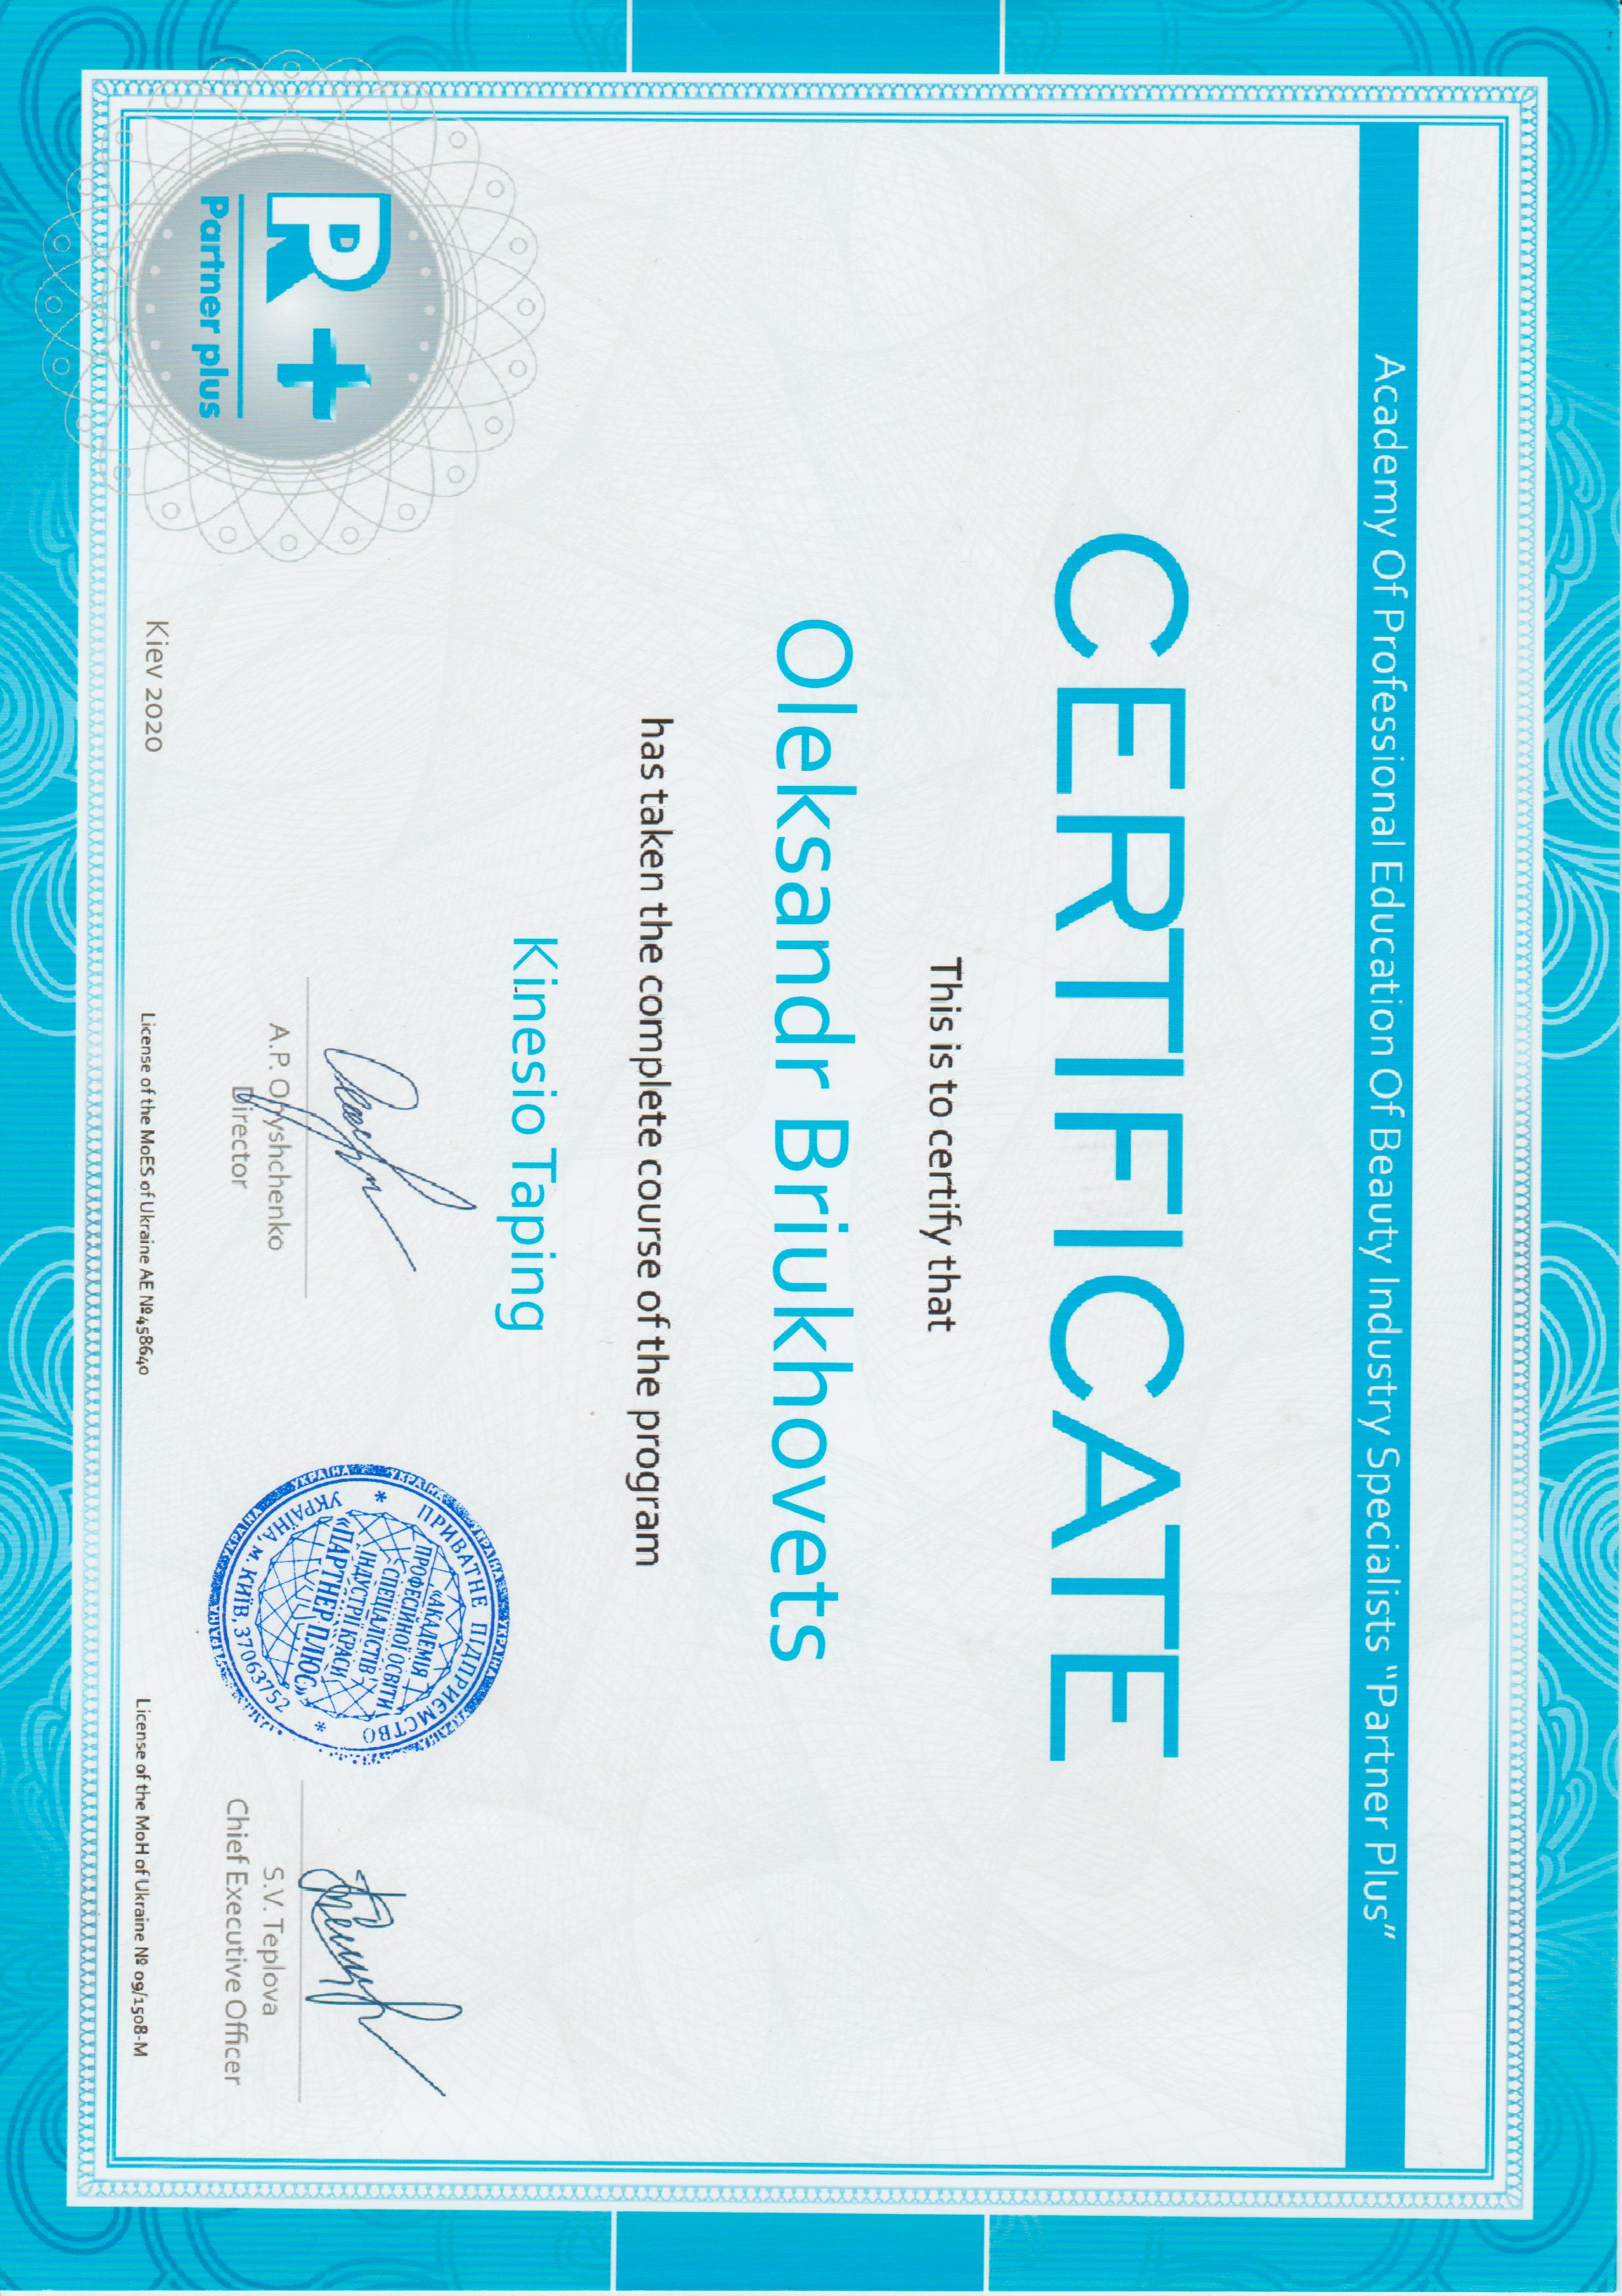 Academy Of Professional Education Of Beauty Industry Specialists "Partner Plus"
CERTIFICATE
This is to certify that
Oleksandr Briukhovets
has taken the complete course of the program
Kinesio Taping
R +
Partner plus
A.P. Onyshchenko
Director
УКРАЇНА УКРАЇНА
ПРИВАТНЕ ПІДПРИЄМСТВО
«АКАДЕМІЯ
ПРОФЕСІЙНОЇ ОСВІТИ
СПЕЦІАЛІСТІВ
ІНДУСТРІЇ КРАСИ
«ПАРТНЕР ПЛЮС»
* УКРАЇНА, М. КИЇВ, 37063752 *
S.V. Teplova
Chief Executive Officer
Kiev 2020
License of the MoES of Ukraine AE №458640
License of the MoH of Ukraine № 09/1508-M